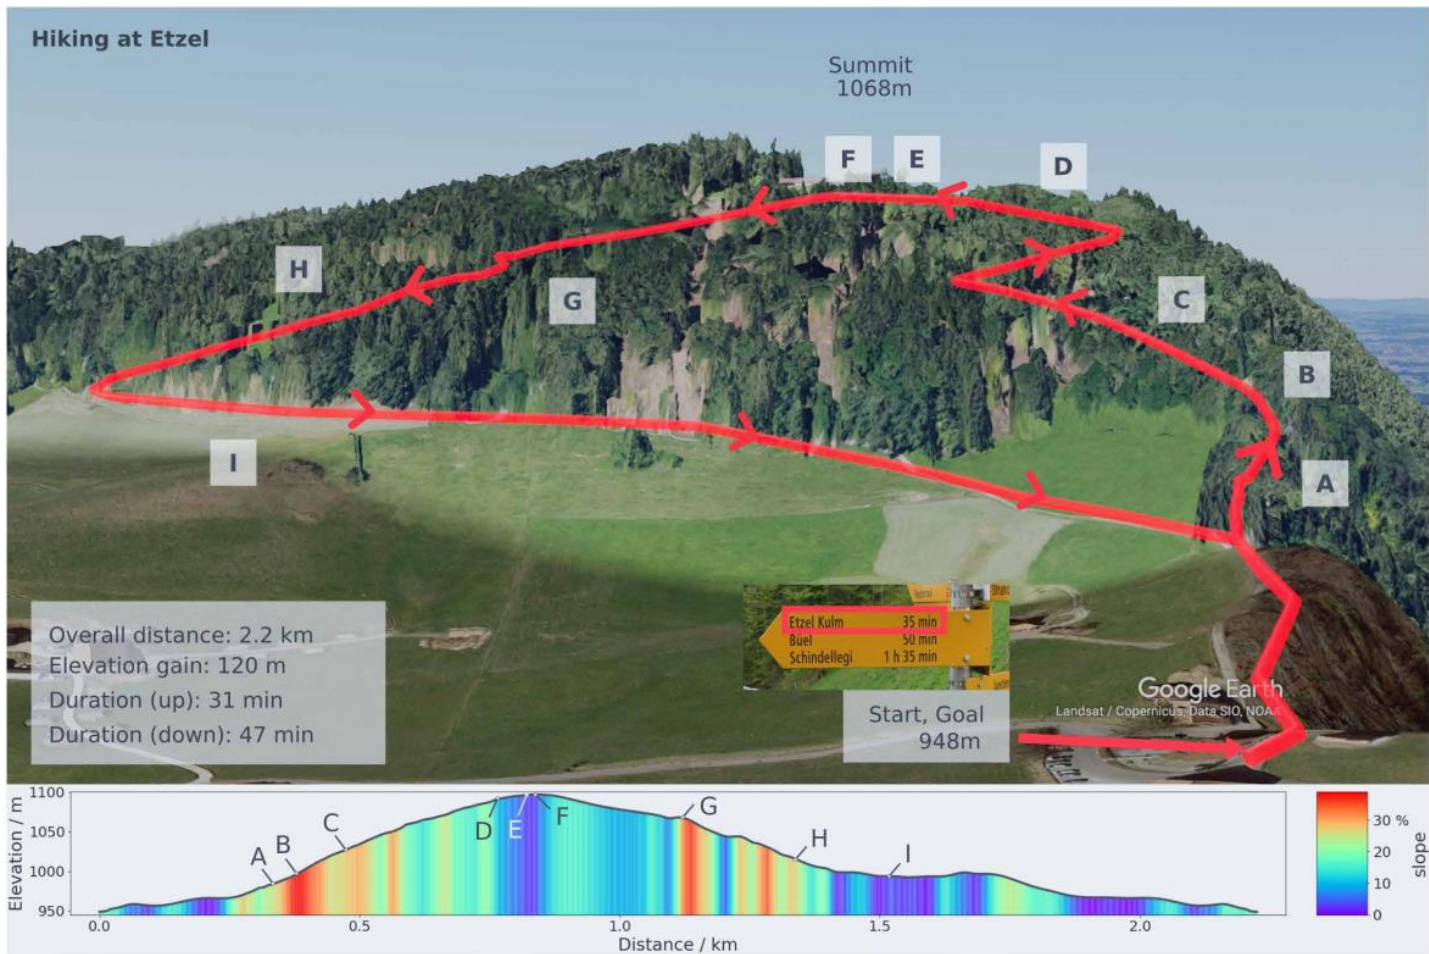 Hiking at Etzel
Summit
1068m
F
E
D
H
G
C
B
I
A
Etzel Kulm 35 min
Büel 50 min
Schindellegi 1 h 35 min
Overall distance: 2.2 km
Elevation gain: 120 m
Duration (up): 31 min
Duration (down): 47 min
Google Earth
Landsat / Copernicus, Data SIO, NOAA
Start, Goal
948m
Elevation / m
1100
1050
1000
950
A
B
C
D
E
F
G
H
I
0.0
0.5
1.0
1.5
2.0
Distance / km
30 %
20
10
0
slope